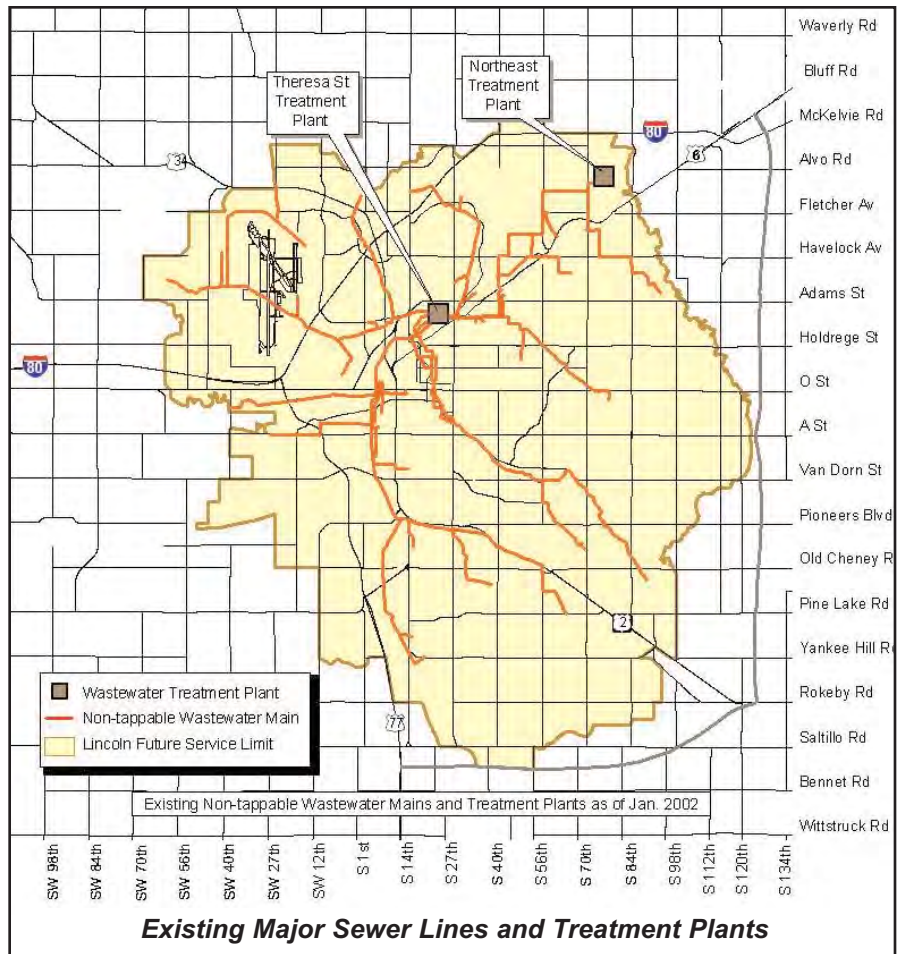 Waverly Rd
Bluff Rd
Northeast
Treatment
Plant
Theresa St
Treatment
Plant
McKelvie Rd
80
6
34
Alvo Rd
Fletcher Av
Havelock Av
Adams St
Holdrege St
80
O St
A St
Van Dorn St
Pioneers Blvd
Old Cheney R
Pine Lake Rd
2
Yankee Hill R
Wastewater Treatment Plant
Non-tappable Wastewater Main
Lincoln Future Service Limit
Rokeby Rd
77
Saltillo Rd
Bennet Rd
Existing Non-tappable Wastewater Mains and Treatment Plants as of Jan. 2002
Wittstruck Rd
SW 98th
SW 84th
SW 70th
SW 56th
SW 40th
SW 27th
SW 12th
S 1st
S 14th
S 27th
S 40th
S 56th
S 70th
S 84th
S 98th
S 112th
S 120th
S 134th
Existing Major Sewer Lines and Treatment Plants